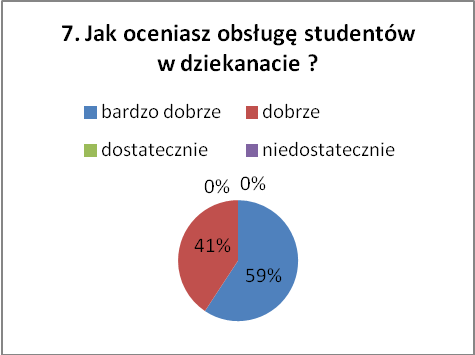 7. Jak oceniasz obsługę studentów
w dziekanacie ?
bardzo dobrze
dobrze
dostatecznie
niedostatecznie
0%
0%
41%
59%